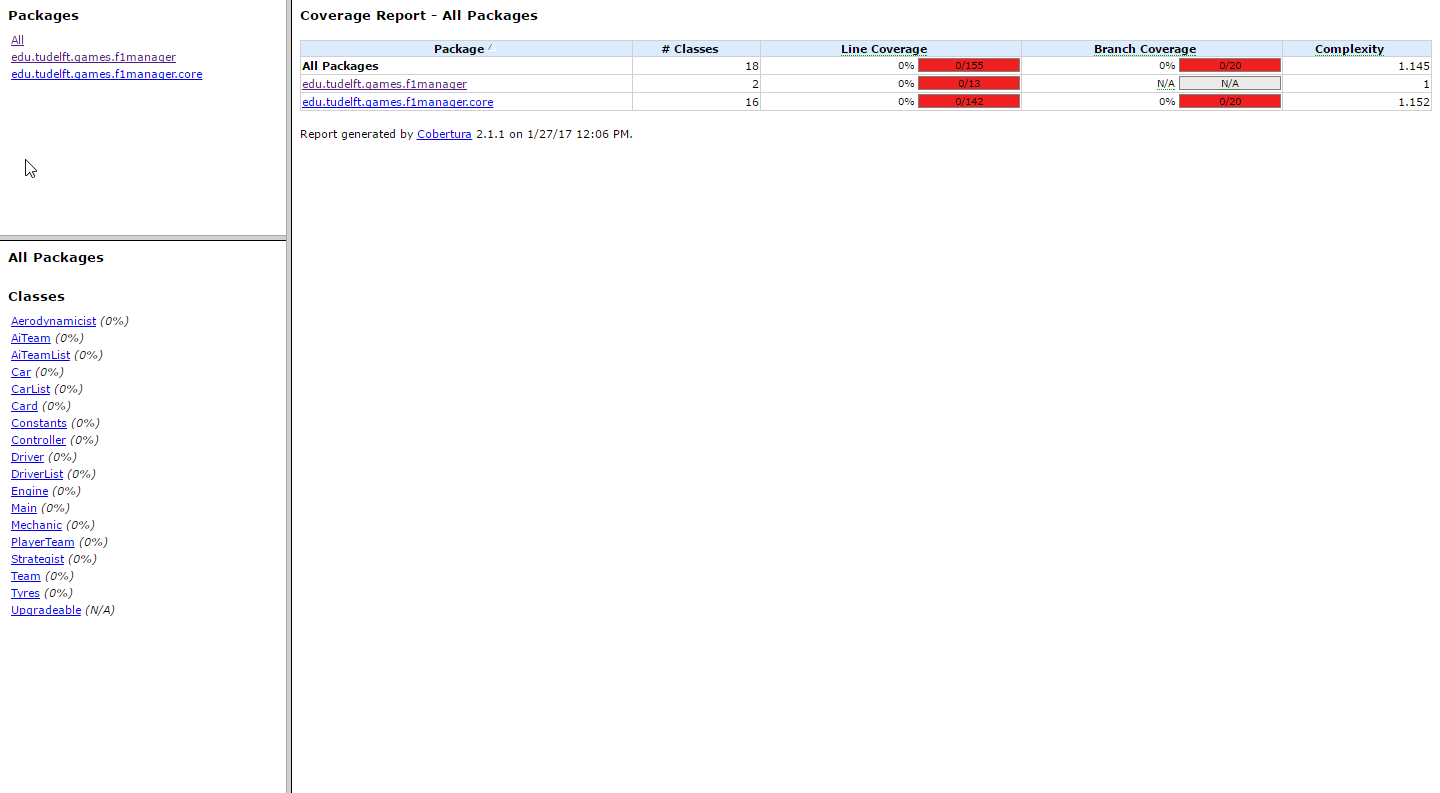 Packages
All
edu.tudelft.games.f1manager
edu.tudelft.games.f1manager.core
All Packages
Classes
Aerodynamicist (0%)
AiTeam (0%)
AiTeamList (0%)
Car (0%)
CarList (0%)
Card (0%)
Constants (0%)
Controller (0%)
Driver (0%)
DriverList (0%)
Engine (0%)
Main (0%)
Mechanic (0%)
PlayerTeam (0%)
Strategist (0%)
Team (0%)
Tyres (0%)
Upgradeable (N/A)
Coverage Report - All Packages
Package # Classes Line Coverage Branch Coverage Complexity
All Packages 18 0% 0/155 0% 0/20 1.145
edu.tudelft.games.f1manager 2 0% 0/13 N/A N/A 1
edu.tudelft.games.f1manager.core 16 0% 0/142 0% 0/20 1.152
Report generated by Cobertura 2.1.1 on 1/27/17 12:06 PM.